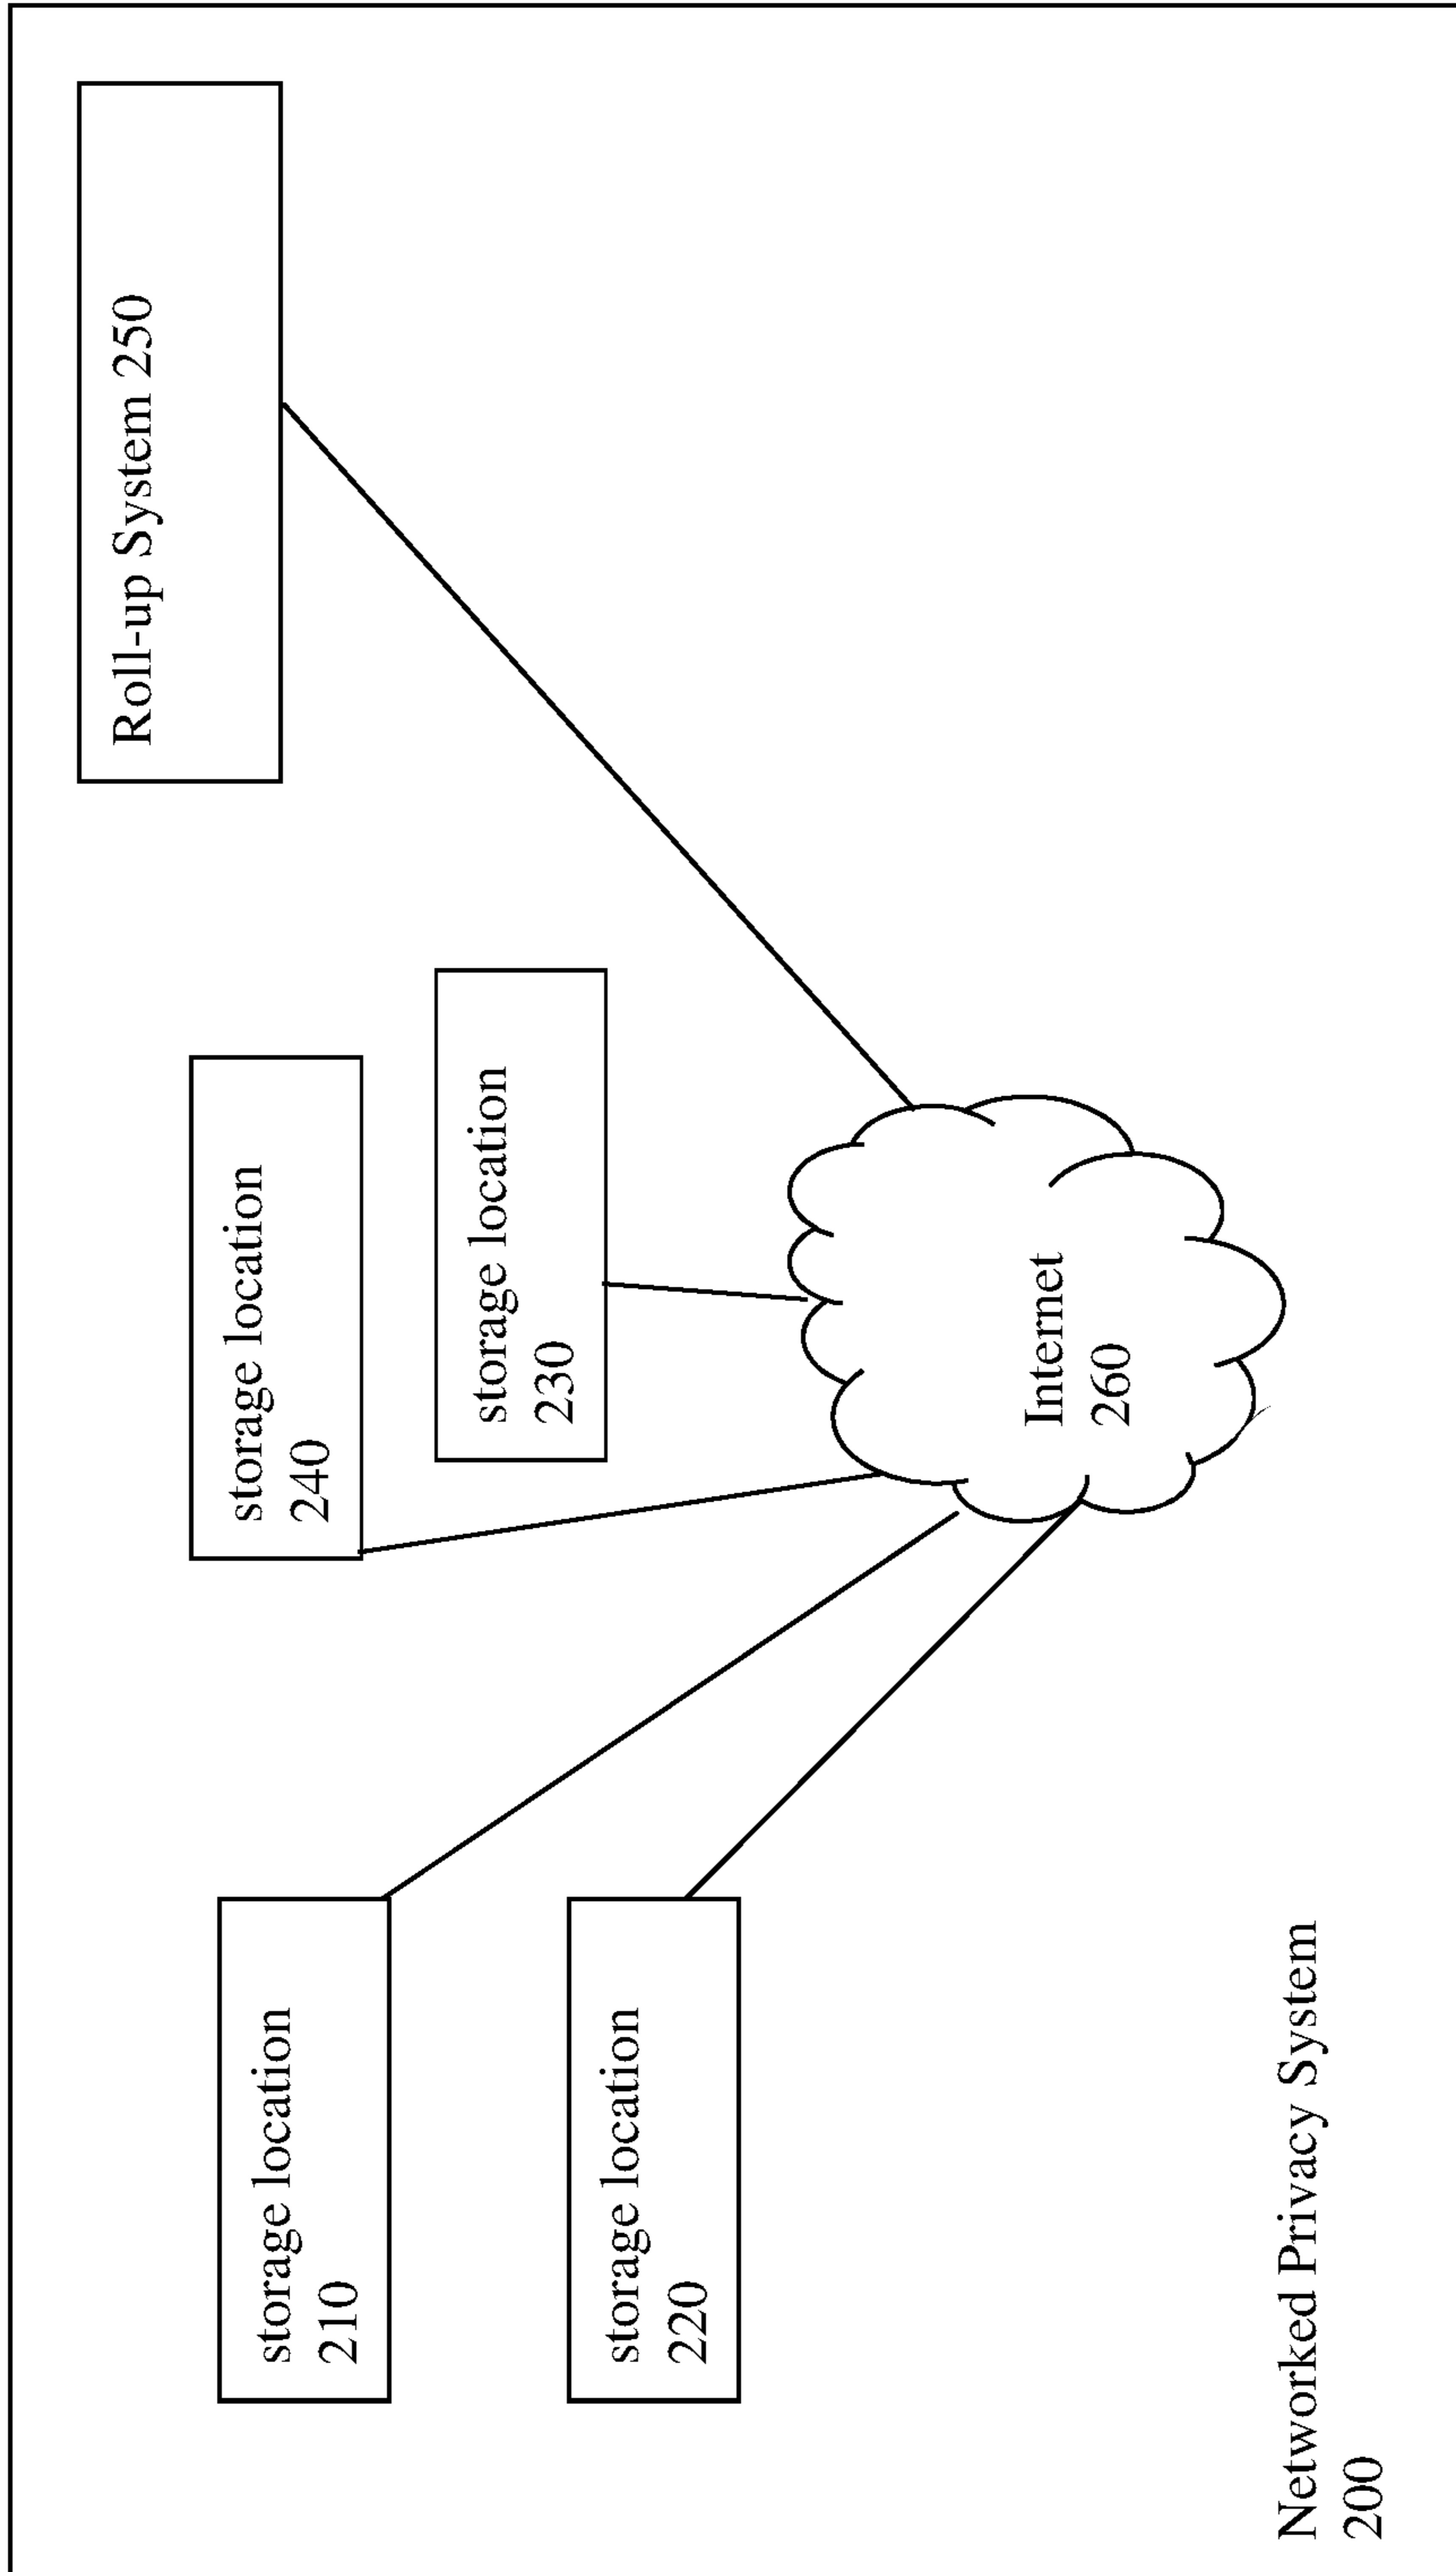 Roll-up System 250
storage location
240
storage location
210
storage location
230
storage location
220
Internet
260
Networked Privacy System
200